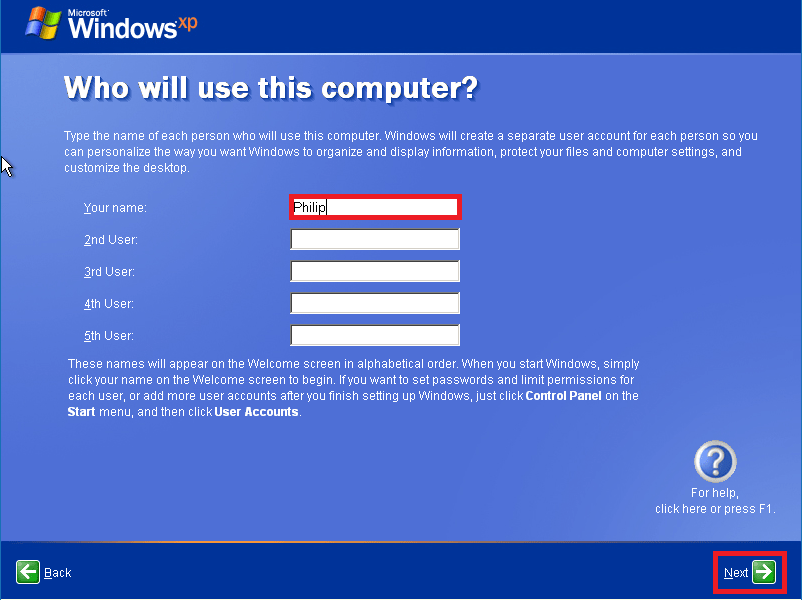 Microsoft®
Windows xp
Who will use this computer?
Type the name of each person who will use this computer. Windows will create a separate user account for each person so you
can personalize the way you want Windows to organize and display information, protect your files and computer settings, and
customize the desktop.
Your name:
Philip
2nd User:
3rd User:
4th User:
5th User:
These names will appear on the Welcome screen in alphabetical order. When you start Windows, simply
click your name on the Welcome screen to begin. If you want to set passwords and limit permissions for
each user, or add more user accounts after you finish setting up Windows, just click Control Panel on the
Start menu, and then click User Accounts.
?
For help,
click here or press F1.
Back
Next